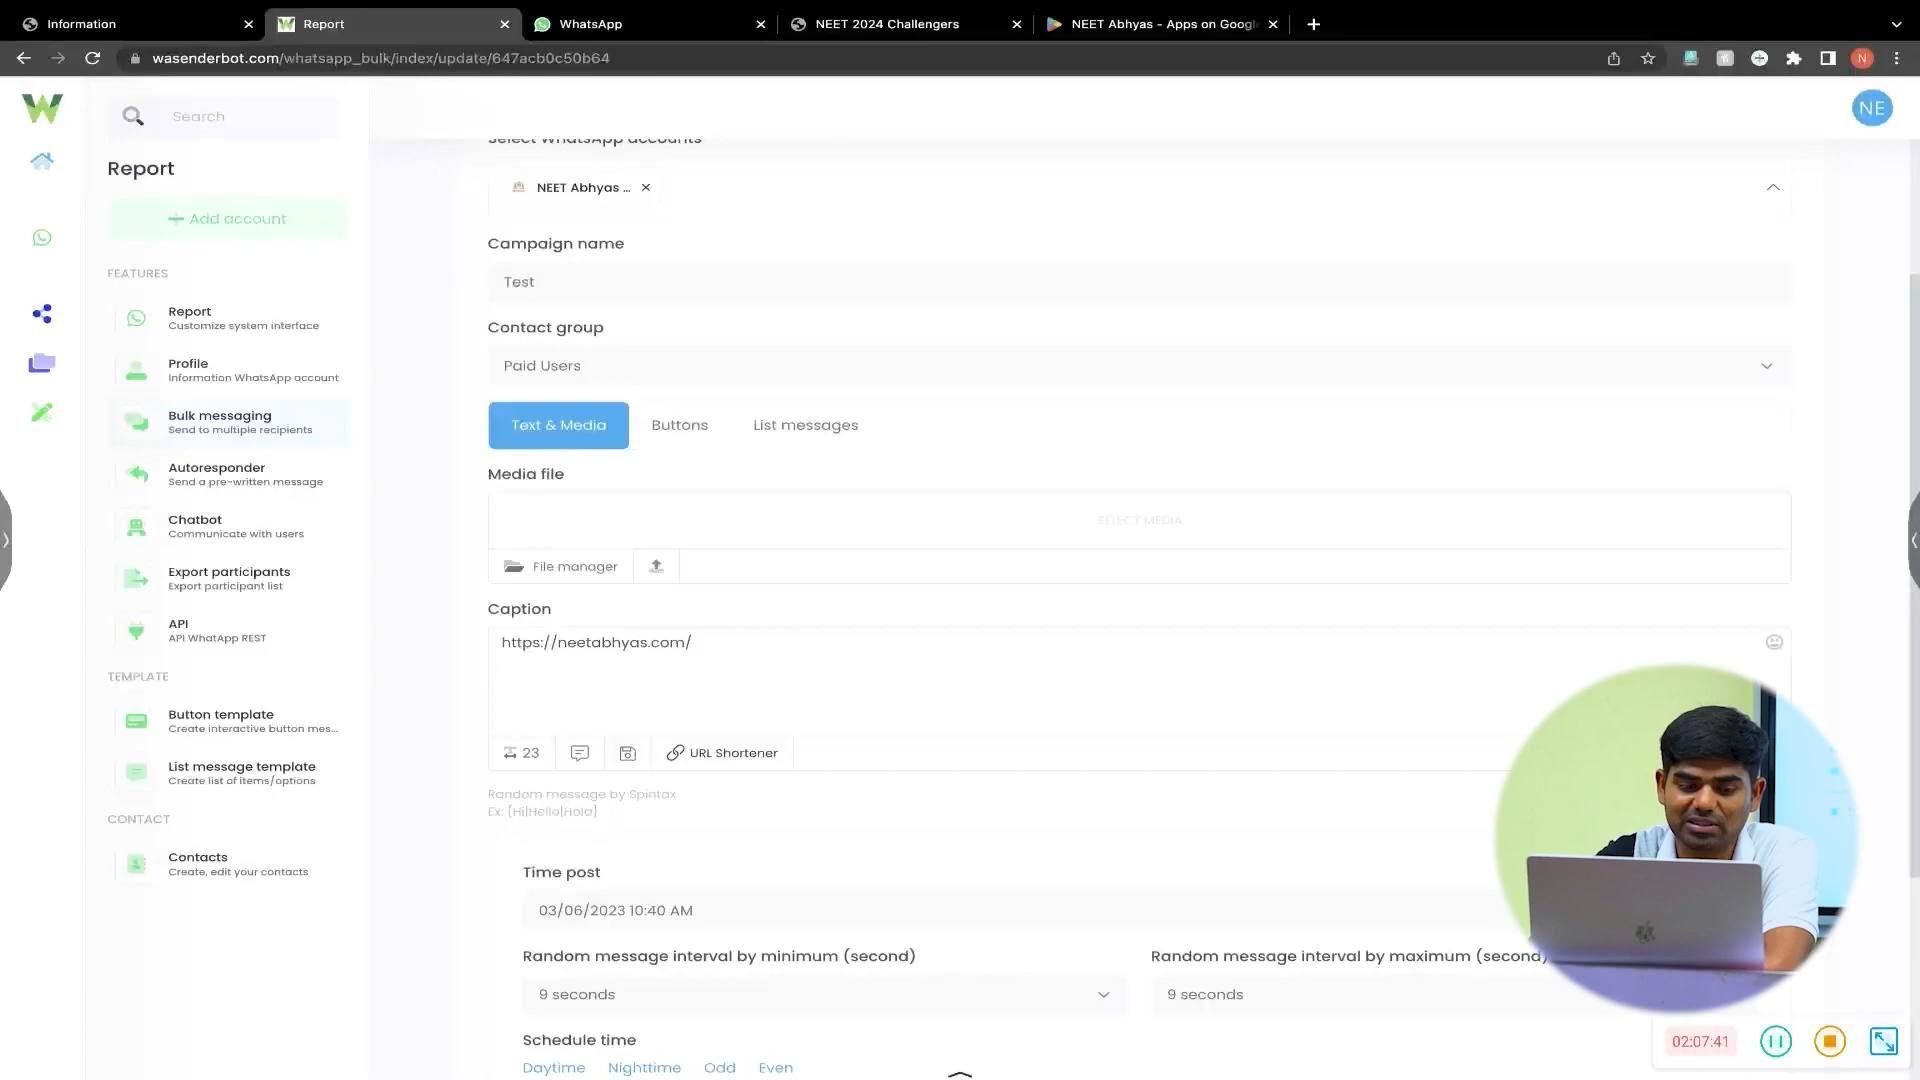 Information
Report
WhatsApp
NEET 2024 Challengers
NEET Abhyas - Apps on Googl
wasenderbot.com/whatsapp_bulk/index/update/647acb0c50b64
N
Search
NE
Report
Add account
FEATURES
Report
Customize system interface
Profile
Information WhatsApp account
Bulk messaging
Send to multiple recipients
Autoresponder
Send a pre-written message
Chatbot
Communicate with users
Export participants
Export participant list
API
API WhatApp REST
TEMPLATE
Button template
Create interactive button mes...
List message template
Create list of items/options
CONTACT
Contacts
Create, edit your contacts
Select WhatsApp accounts
NEET Abhyas ...
Campaign name
Test
Contact group
Paid Users
Text & Media
Buttons
List messages
Media file
SELECT MEDIA
File manager
Caption
https://neetabhyas.com/
23
URL Shortener
Random message by Spintax
Ex: {Hi|Hello|Hola}
Time post
03/06/2023 10:40 AM
Random message interval by minimum (second)
Random message interval by maximum (second)
9 seconds
9 seconds
Schedule time
Daytime
Nighttime
Odd
Even
02:07:41